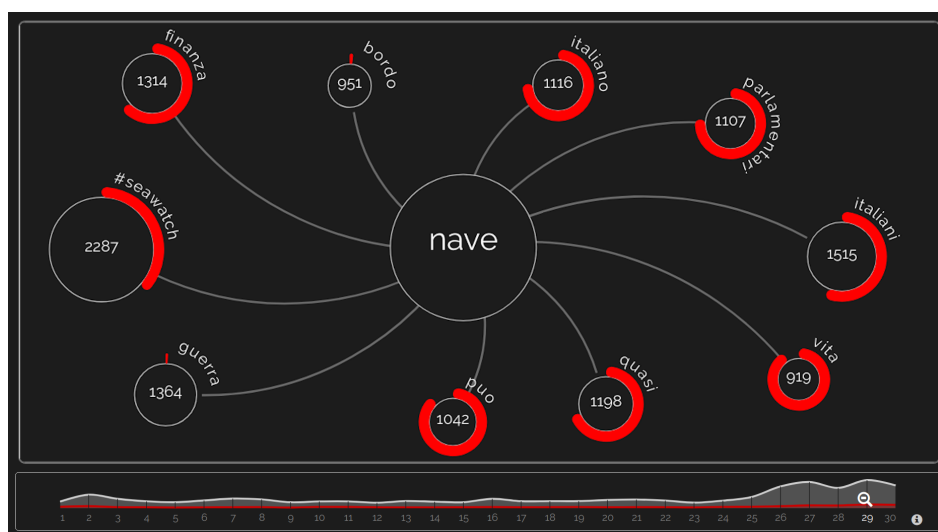 finanza
1314
bordo
951
italiano
1116
parlamentari
1107
#seawatch
2287
nave
italiani
1515
guerra
1364
puo
1042
quasi
1198
vita
919
1 2 3 4 5 6 7 8 9 10 11 12 13 14 15 16 17 18 19 20 21 22 23 24 25 26 27 28 29 30
i